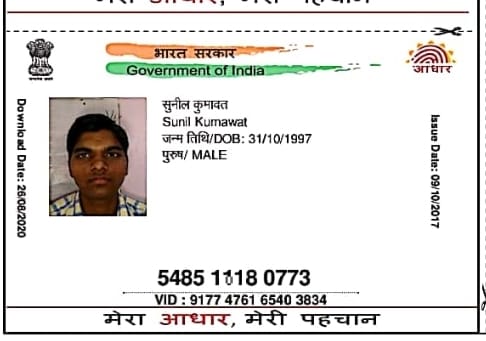 मेरा आधार, मेरी पहचान
भारत सरकार
Government of India
आधार
Download Date: 26/08/2020
सुनील कुमावत
Sunil Kumawat
जन्म तिथि/DOB: 31/10/1997
पुरुष/ MALE
Issue Date: 09/10/2017
5485 1118 0773
VID : 9177 4761 6540 3834
मेरा आधार, मेरी पहचान